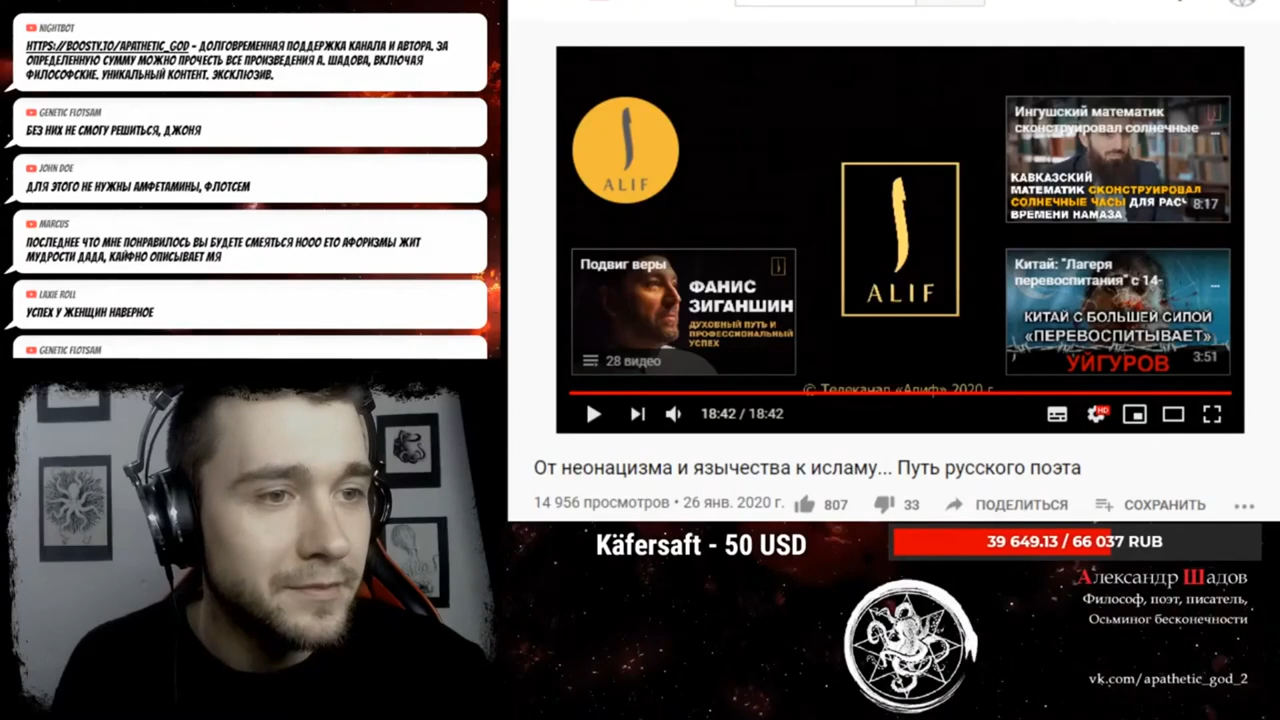 NIGHTBOT
HTTPS://BOOSTY.TO/APATHETIC_GOD - ДОЛГОВРЕМЕННАЯ ПОДДЕРЖКА КАНАЛА И АВТОРА. ЗА
ОПРЕДЕЛЕННУЮ СУММУ МОЖНО ПРОЧЕСТЬ ВСЕ ПРОИЗВЕДЕНИЯ А. ШАДОВА, ВКЛЮЧАЯ
ФИЛОСОФСКИЕ. УНИКАЛЬНЫЙ КОНТЕНТ. ЭКСКЛЮЗИВ.
GENETIC FLOTSAM
БЕЗ НИХ НЕ СМОГУ РЕШИТЬСЯ, ДЖОНЯ
JOHN DOE
ДЛЯ ЭТОГО НЕ НУЖНЫ АМФЕТАМИНЫ, ФЛОТСЕМ
MARCUS
ПОСЛЕДНЕЕ ЧТО МНЕ ПОНРАВИЛОСЬ ВЫ БУДЕТЕ СМЕЯТЬСЯ НООО ЕТО АФОРИЗМЫ ЖИТ
МУДРОСТИ ДАДА, КАЙФНО ОПИСЫВАЕТ МЯ
LAXIE ROLL
УСПЕХ У ЖЕНЩИН НАВЕРНОЕ
GENETIC FLOTSAM
ALIF
Подвиг веры
ФАНИС
ЗИГАНШИН
ДУХОВНЫЙ ПУТЬ И
ПРОФЕССИОНАЛЬНЫЙ
УСПЕХ
28 видео
ALIF
Ингушский математик
сконструировал солнечные
...
КАВКАЗСКИЙ
МАТЕМАТИК СКОНСТРУИРОВАЛ
СОЛНЕЧНЫЕ ЧАСЫ ДЛЯ РАСЧ
ВРЕМЕНИ НАМАЗА
8:17
Китай: "Лагеря
перевоспитания" с 14-
...
КИТАЙ С БОЛЬШЕЙ СИЛОЙ
«ПЕРЕВОСПИТЫВАЕТ»
УЙГУРОВ
3:51
© Телеканал «Алиф» 2020 г.
18:42 / 18:42
HD
От неонацизма и язычества к исламу... Путь русского поэта
14 956 просмотров • 26 янв. 2020 г.
807
33
ПОДЕЛИТЬСЯ
СОХРАНИТЬ
Käfersaft - 50 USD
39 649.13 / 66 037 RUB
Александр Шадов
Философ, поэт, писатель,
Осьминог бесконечности
vk.com/apathetic_god_2